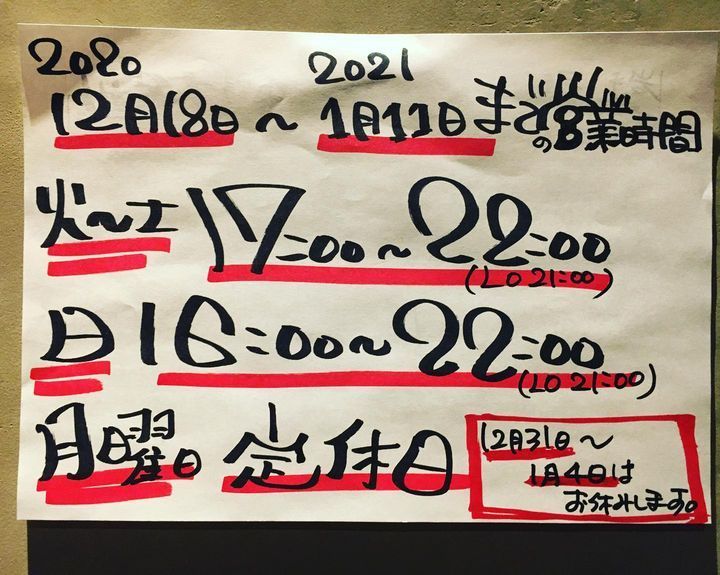 2020 2021
12月18日 ~ 1月11日 までの営業時間
火〜土 17:00~22:00
(LO 21:00)
日 16:00~22:00
(LO 21:00)
月曜日 定休日
12月31日~
1月4日は
お休みします。